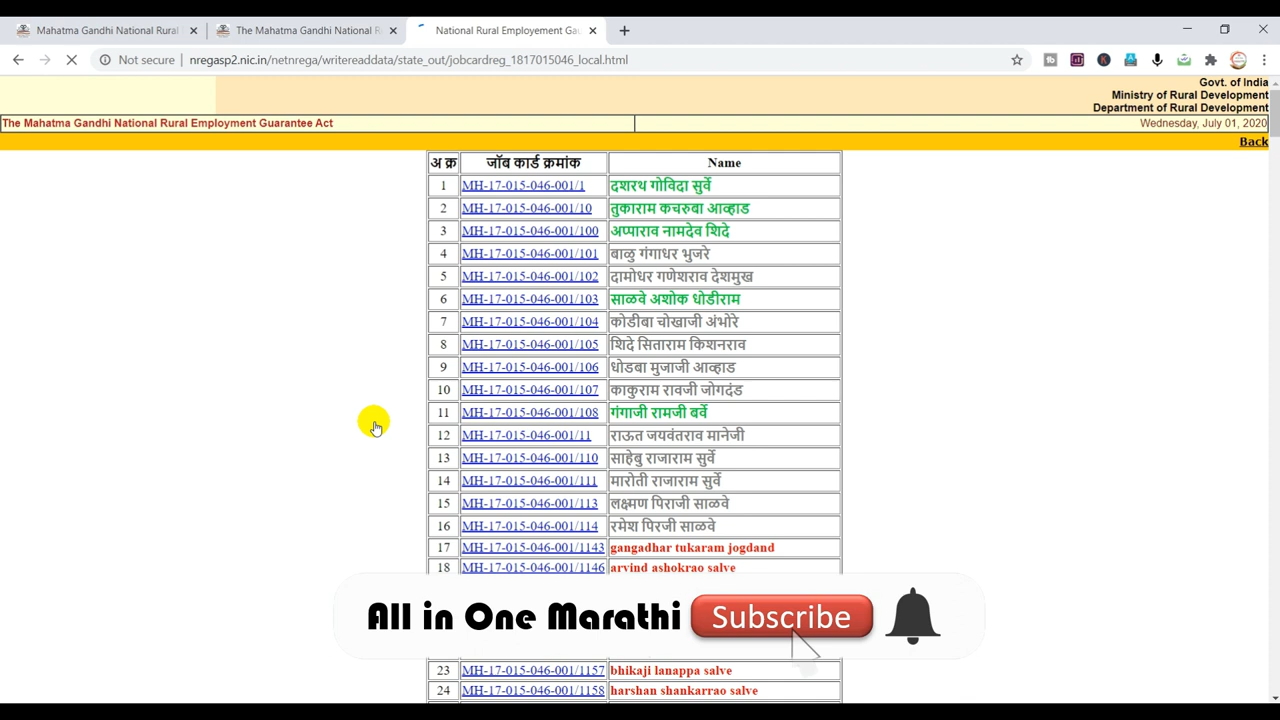 Mahatma Gandhi National Rural
The Mahatma Gandhi National R
National Rural Employement Gau
Not secure
nregasp2.nic.in/netnrega/writereaddata/state_out/jobcardreg_1817015046_local.html
Govt. of India
Ministry of Rural Development
Department of Rural Development
The Mahatma Gandhi National Rural Employment Guarantee Act Wednesday, July 01, 2020
Back
अ क्र जॉब कार्ड क्रमांक Name
1 MH-17-015-046-001/1 दशरथ गोविदा सुर्वे
2 MH-17-015-046-001/10 तुकाराम कचरुबा आव्हाड
3 MH-17-015-046-001/100 अप्पाराव नामदेव शिदे
4 MH-17-015-046-001/101 बाळु गंगाधर भुजरे
5 MH-17-015-046-001/102 दामोधर गणेशराव देशमुख
6 MH-17-015-046-001/103 साळवे अशोक धोडीराम
7 MH-17-015-046-001/104 कोडीबा चोखाजी अंभोरे
8 MH-17-015-046-001/105 शिदे सिताराम किशनराव
9 MH-17-015-046-001/106 धोडबा मुजाजी आव्हाड
10 MH-17-015-046-001/107 काकुराम रावजी जोगदंड
11 MH-17-015-046-001/108 गंगाजी रामजी बर्वे
12 MH-17-015-046-001/11 राऊत जयवंतराव मानेजी
13 MH-17-015-046-001/110 साहेबु राजाराम सुर्वे
14 MH-17-015-046-001/111 मारोती राजाराम सुर्वे
15 MH-17-015-046-001/113 लक्ष्मण पिराजी साळवे
16 MH-17-015-046-001/114 रमेश पिरजी साळवे
17 MH-17-015-046-001/1143 gangadhar tukaram jogdand
18 MH-17-015-046-001/1146 arvind ashokrao salve
All in One Marathi Subscribe
23 MH-17-015-046-001/1157 bhikaji lanappa salve
24 MH-17-015-046-001/1158 harshan shankarrao salve